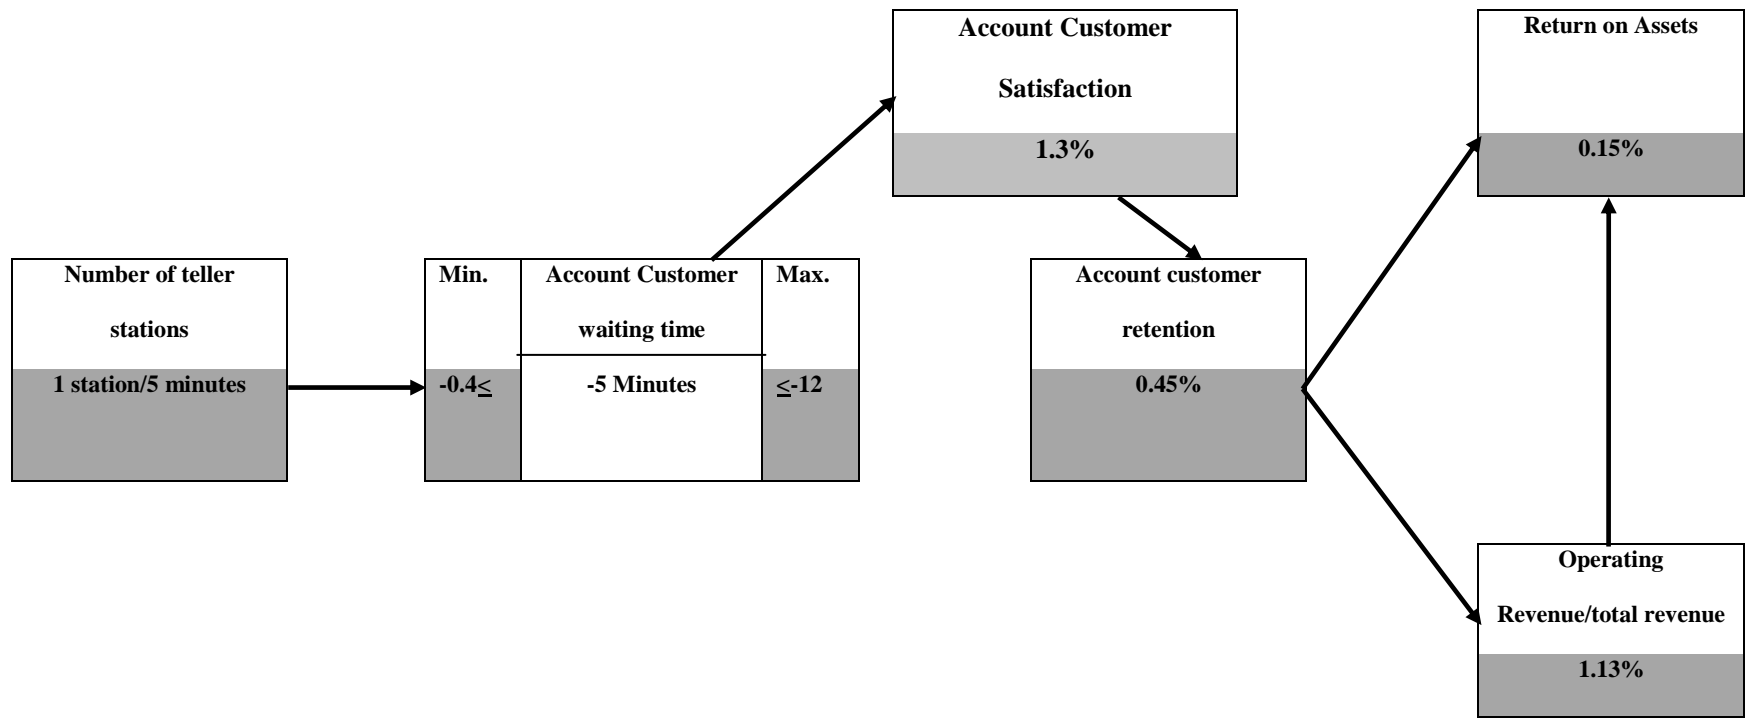 Account Customer
Satisfaction
1.3%
Return on Assets
0.15%
Number of teller
stations
1 station/5 minutes
Min.
-0.4≤
Account Customer
waiting time
-5 Minutes
Max.
≤-12
Account customer
retention
0.45%
Operating
Revenue/total revenue
1.13%